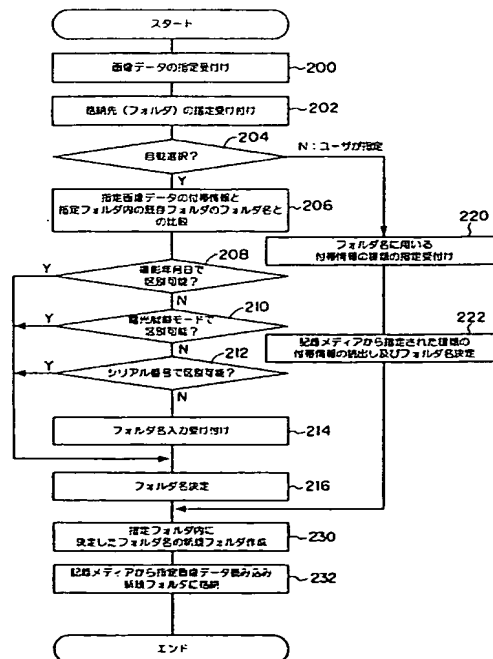 スタート
画像データの指定受付け
200
格納先(フォルダ)の指定受け付け
202
204
自動選択?
N:ユーザが指定
Y
指定画像データの付帯情報と
指定フォルダ内の既存フォルダのフォルダ名と
の比較
206
220
フォルダ名に用いる
付帯情報の種類の指定受付け
208
撮影年月日で
区別可能?
Y
N
210
露光制御モードで
区別可能?
Y
N
222
記録メディアから指定された種類の
付帯情報の読出し及びフォルダ名決定
212
シリアル番号で区別可能?
Y
N
フォルダ名入力受け付け
214
フォルダ名決定
216
指定フォルダ内に
決定したフォルダ名の新規フォルダ作成
230
記録メディアから指定画像データ読み込み
新規フォルダに格納
232
エンド